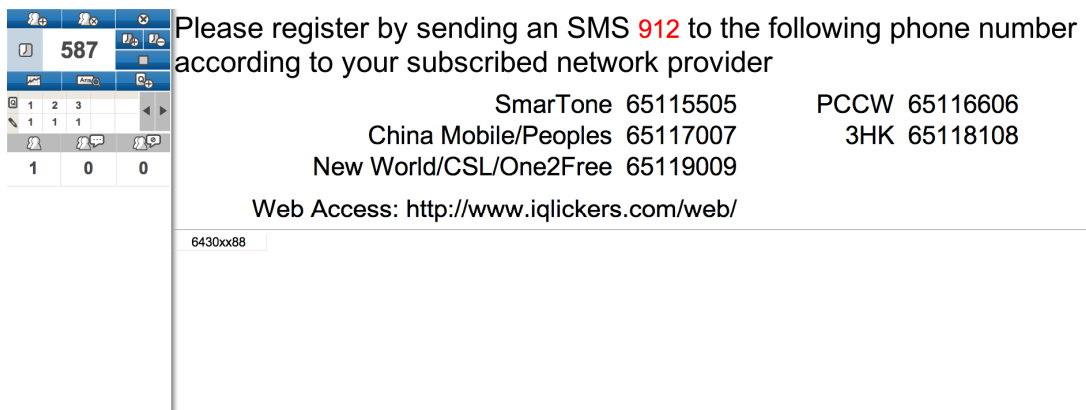 587
Ans
Q 1 2 3
1 1 1
1 0 0
Please register by sending an SMS 912 to the following phone number
according to your subscribed network provider
SmarTone 65115505 PCCW 65116606
China Mobile/Peoples 65117007 3HK 65118108
New World/CSL/One2Free 65119009
Web Access: http://www.iqlickers.com/web/
6430xx88